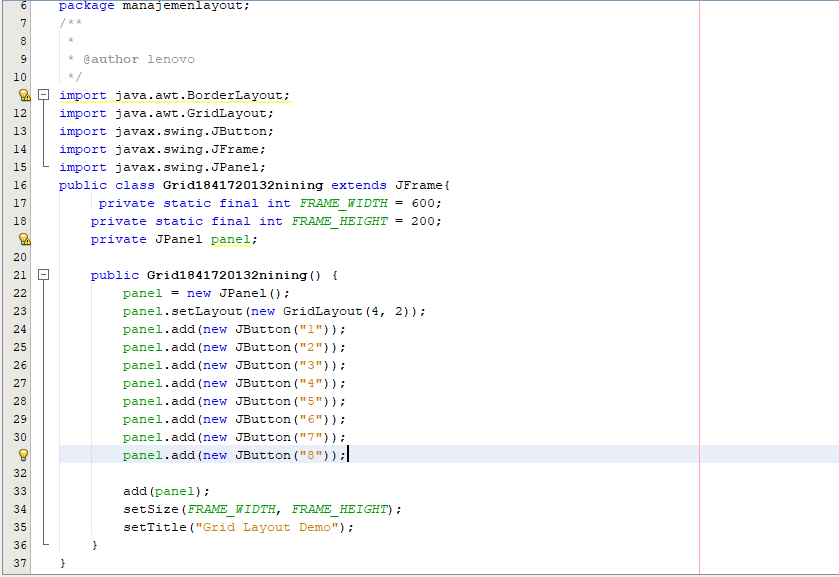 6 package manajemenlayout;
7 /**
8 *
9 * @author lenovo
10 */
import java.awt.BorderLayout;
12 import java.awt.GridLayout;
13 import javax.swing.JButton;
14 import javax.swing.JFrame;
15 import javax.swing.JPanel;
16 public class Grid1841720132nining extends JFrame{
17 private static final int FRAME_WIDTH = 600;
18 private static final int FRAME_HEIGHT = 200;
private JPanel panel;
20
21 public Grid1841720132nining() {
22 panel = new JPanel();
23 panel.setLayout(new GridLayout(4, 2));
24 panel.add(new JButton("1"));
25 panel.add(new JButton("2"));
26 panel.add(new JButton("3"));
27 panel.add(new JButton("4"));
28 panel.add(new JButton("5"));
29 panel.add(new JButton("6"));
30 panel.add(new JButton("7"));
panel.add(new JButton("8"));
32
33 add(panel);
34 setSize(FRAME_WIDTH, FRAME_HEIGHT);
35 setTitle("Grid Layout Demo");
36 }
37 }